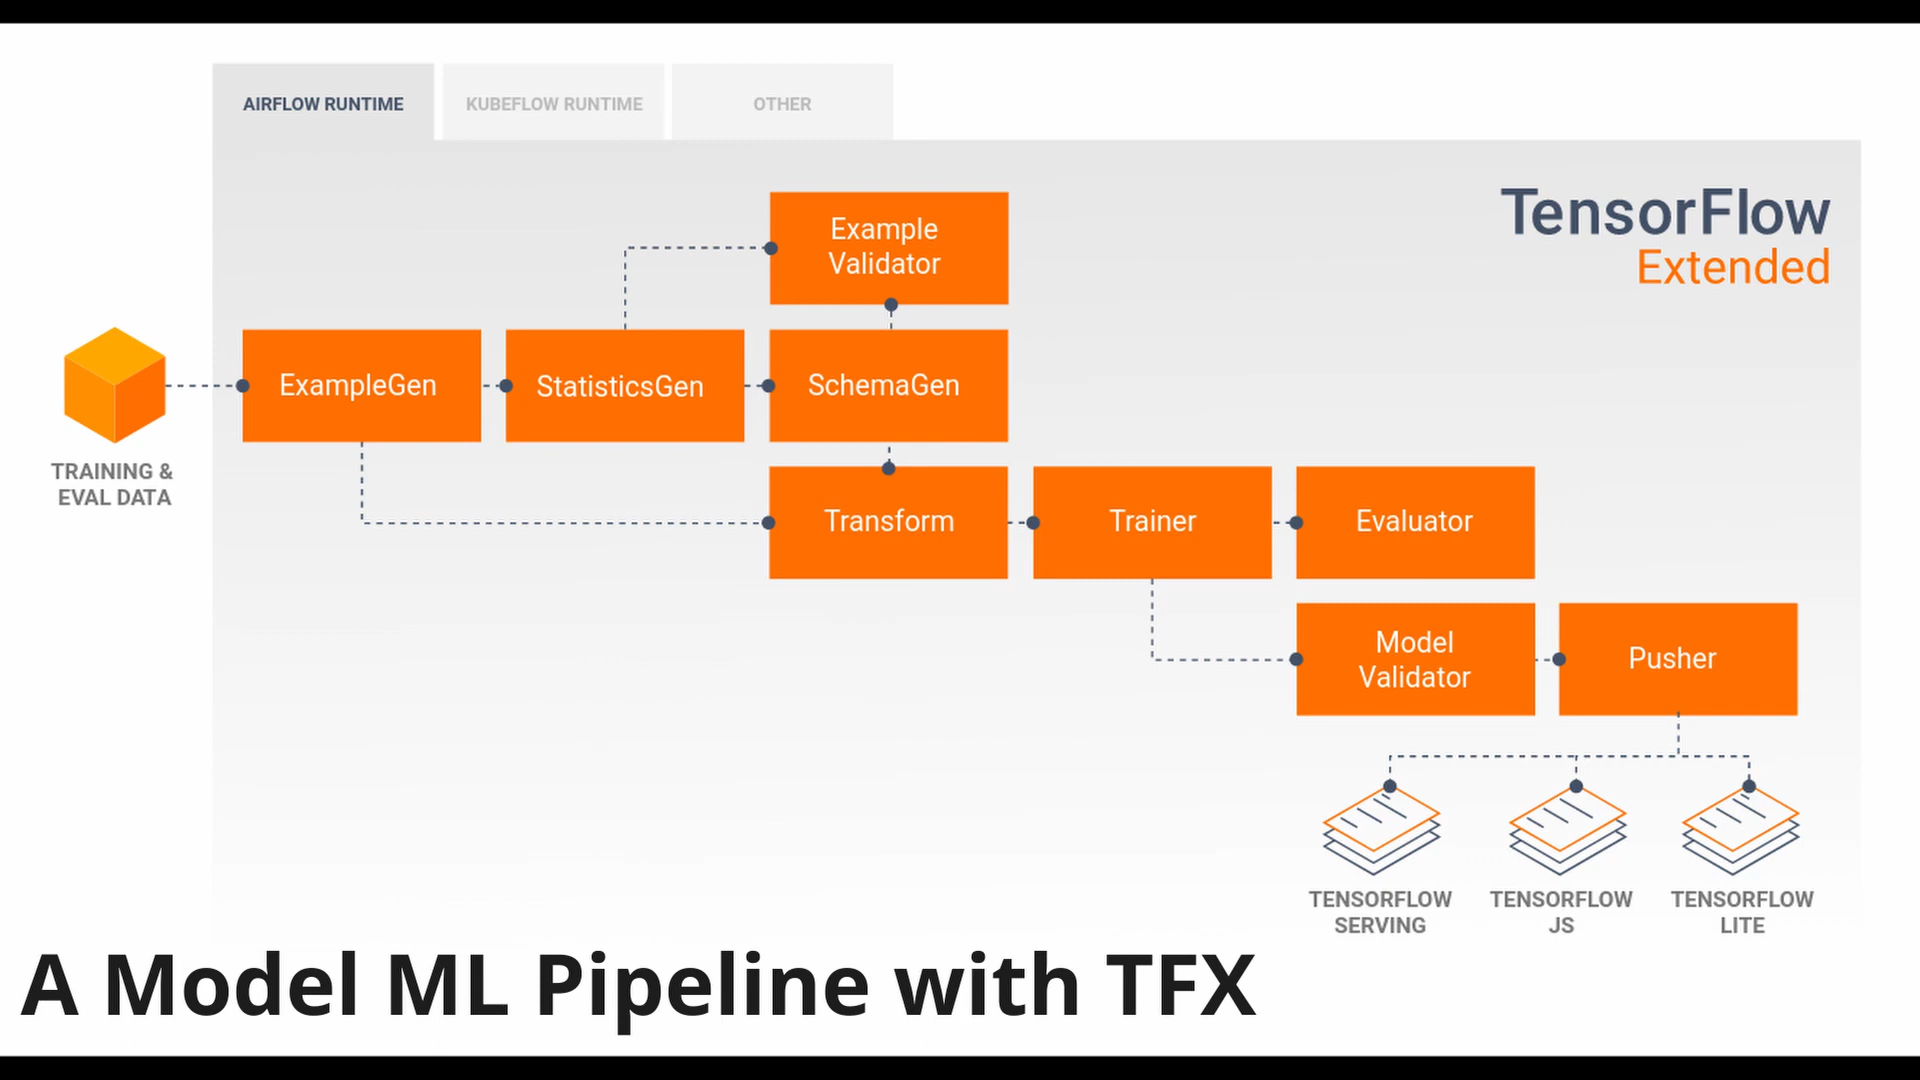 AIRFLOW RUNTIME
KUBEFLOW RUNTIME
OTHER
TensorFlow
Extended
Example
Validator
TRAINING &
EVAL DATA
ExampleGen
StatisticsGen
SchemaGen
Transform
Trainer
Evaluator
Model
Validator
Pusher
TENSORFLOW
SERVING
TENSORFLOW
JS
TENSORFLOW
LITE
A Model ML Pipeline with TFX